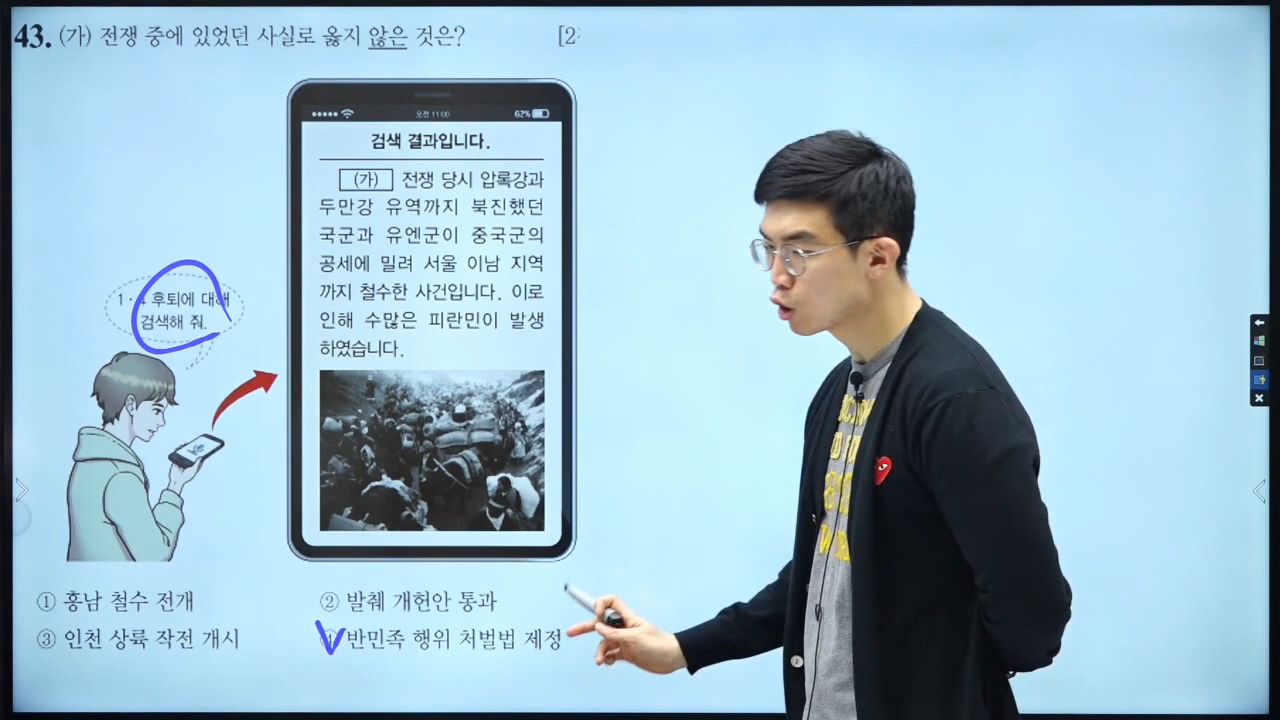 43. (가) 전쟁 중에 있었던 사실로 옳지 않은 것은? [2
오전 11:00 62%
검색 결과입니다.
(가) 전쟁 당시 압록강과
두만강 유역까지 북진했던
국군과 유엔군이 중국군의
공세에 밀려 서울 이남 지역
까지 철수한 사건입니다. 이로
인해 수많은 피란민이 발생
하였습니다.
1·4 후퇴에 대해
검색해 줘.
① 흥남 철수 전개
② 발췌 개헌안 통과
③ 인천 상륙 작전 개시
④ 반민족 행위 처벌법 제정